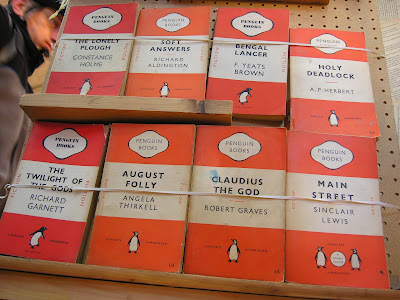 PENGUIN
BOOKS
THE LONELY
PLOUGH
CONSTANCE
HOLME
PENGUIN
BOOKS
SOFT
ANSWERS
RICHARD
ALDINGTON
PENGUIN
BOOKS
BENGAL
LANCER
F. YEATS
BROWN
PENGUIN
BOOKS
HOLY
DEADLOCK
A. P. HERBERT
PENGUIN
BOOKS
THE
TWILIGHT OF
THE GODS
RICHARD
GARNETT
PENGUIN
BOOKS
AUGUST
FOLLY
ANGELA
THIRKELL
PENGUIN
BOOKS
CLAUDIUS
THE GOD
ROBERT GRAVES
PENGUIN
BOOKS
MAIN
STREET
SINCLAIR
LEWIS